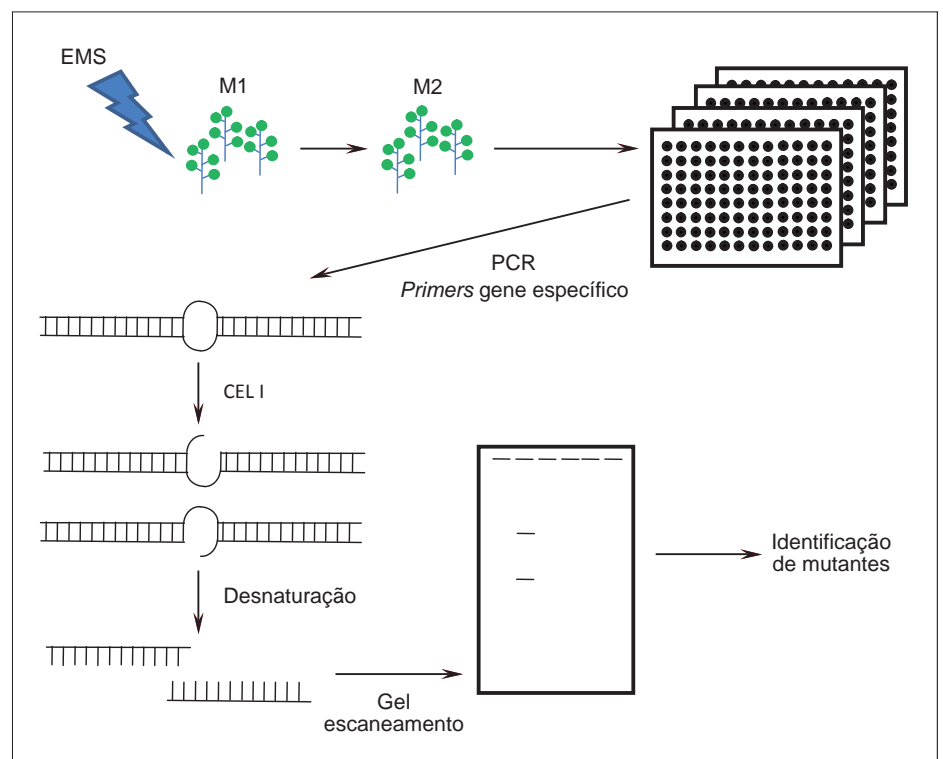 EMS
M1
M2
PCR
Primers gene específico
CEL I
Desnaturação
Gel
escaneamento
Identificação
de mutantes